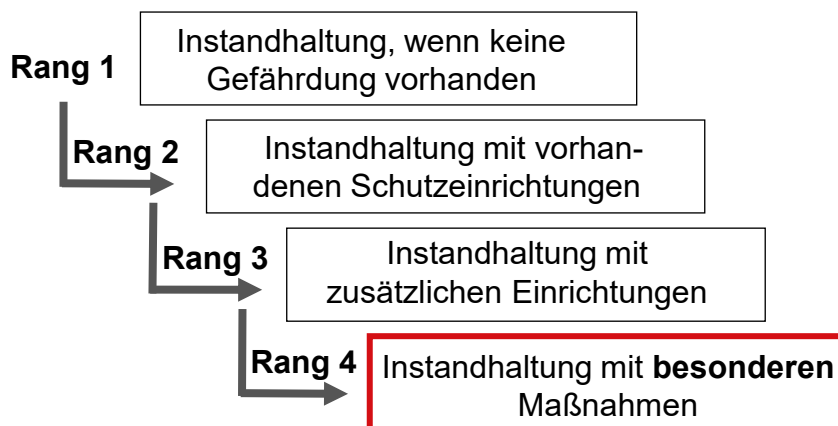 Rang 1
Instandhaltung, wenn keine
Gefährdung vorhanden
Rang 2
Instandhaltung mit vorhan-
denen Schutzeinrichtungen
Rang 3
Instandhaltung mit
zusätzlichen Einrichtungen
Rang 4
Instandhaltung mit besonderen
Maßnahmen